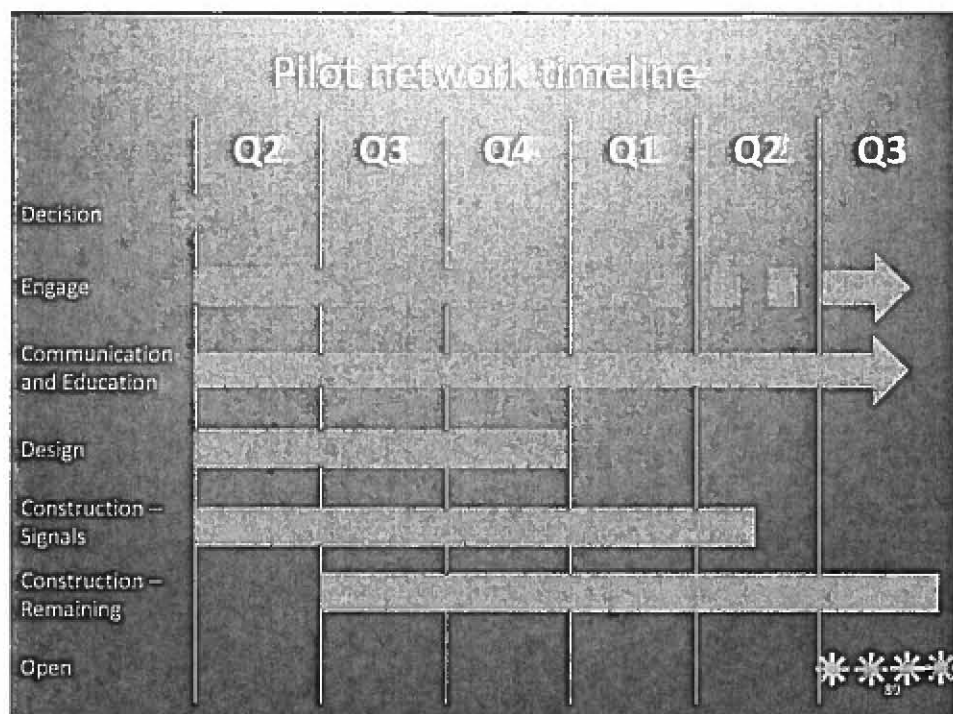 Pilot network timeline
Q2 Q3 Q4 Q1 Q2 Q3
Decision
Engage
Communication
and Education
Design
Construction –
Signals
Construction –
Remaining
Open
89